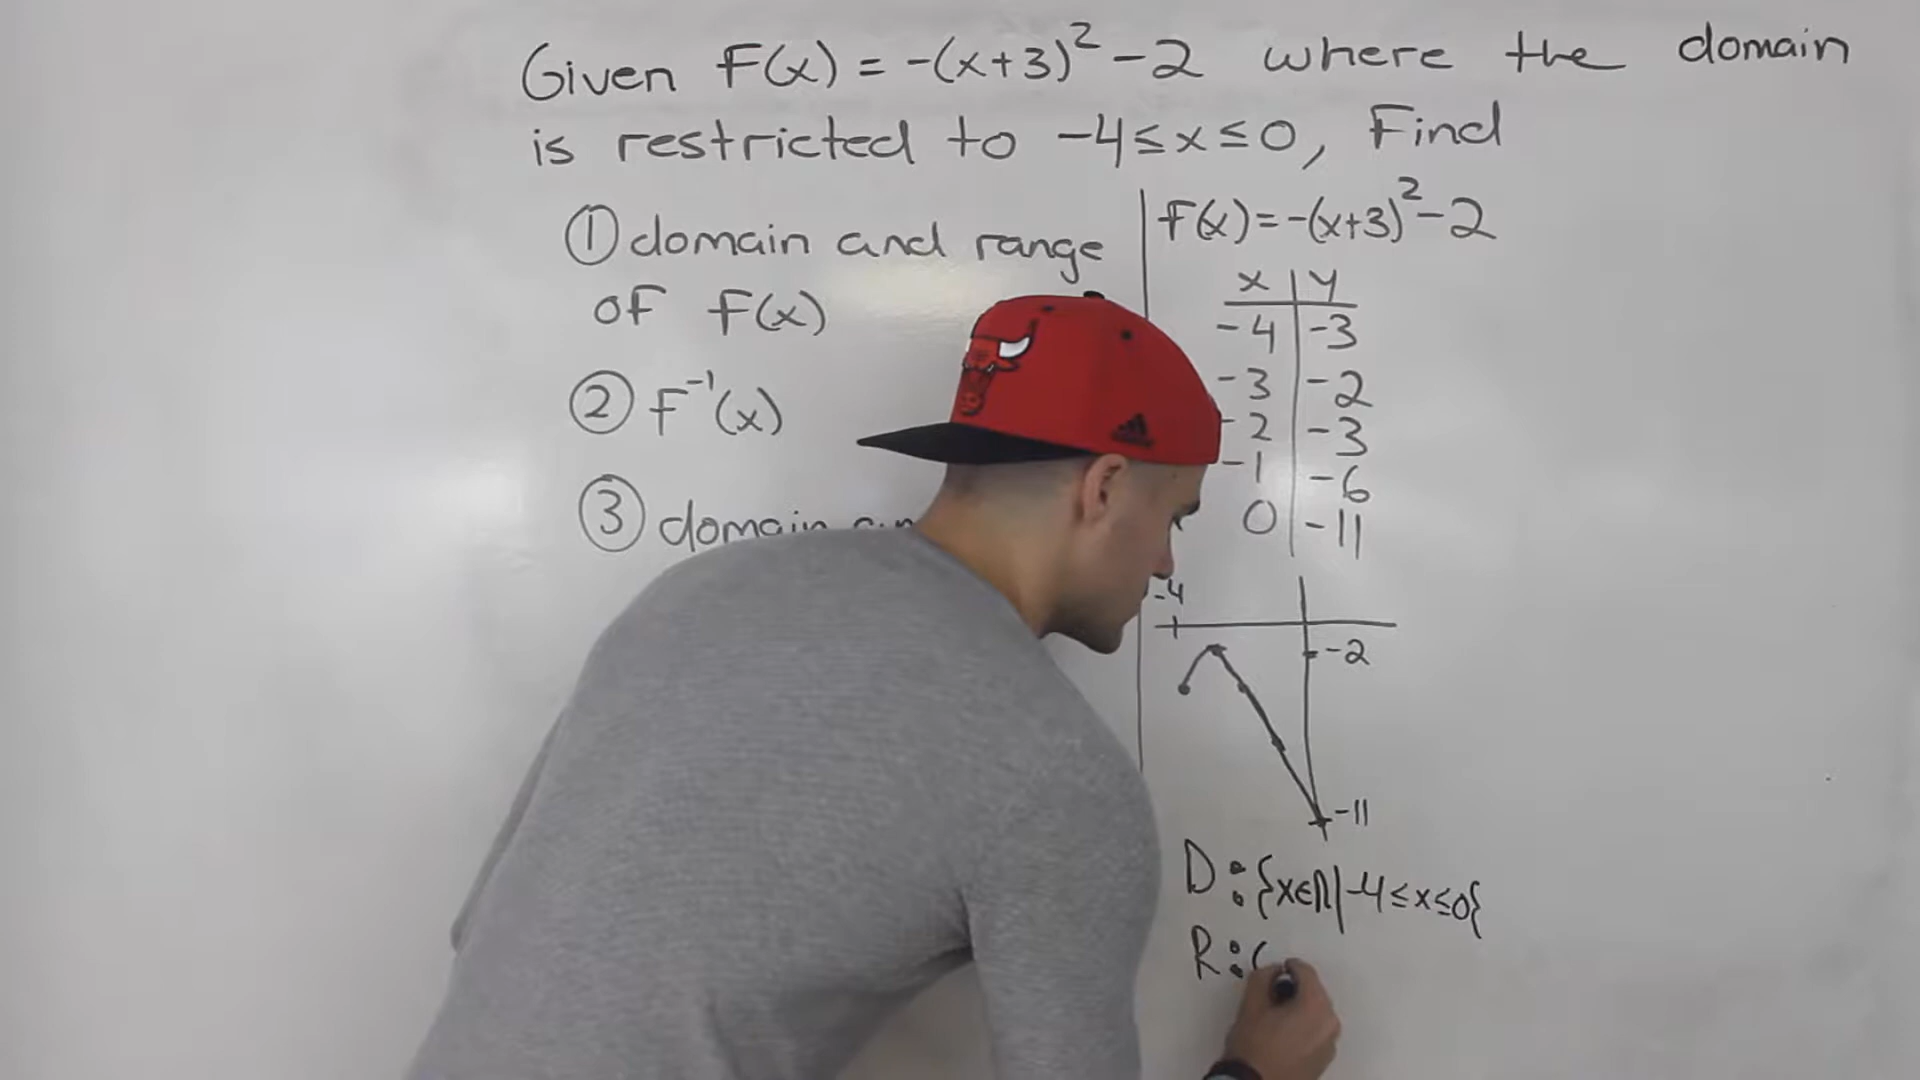 Given F(x) = -(x+3)² - 2 where the domain
is restricted to -4 ≤ x ≤ 0, Find
① domain and range
of F(x)
② F⁻¹(x)
③ domain
F(x) = -(x+3)² - 2
x | y
-4 | -3
-3 | -2
-2 | -3
-1 | -6
0 | -11
-4
-2
-11
D: {x∈R | -4 ≤ x ≤ 0}
R: {